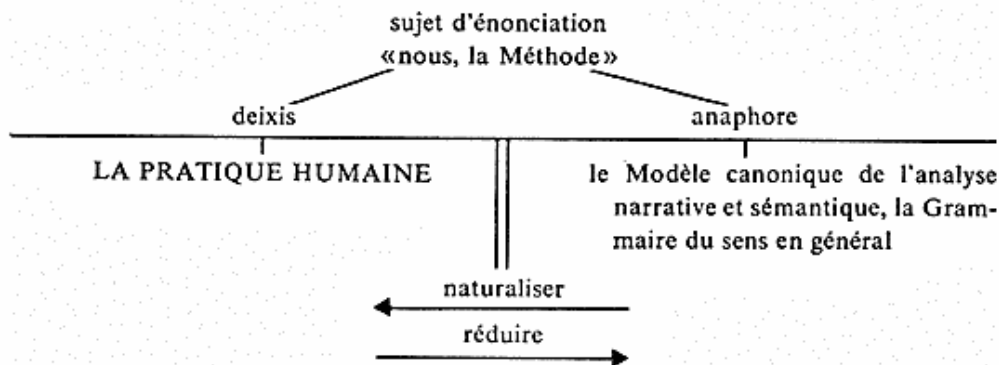 sujet d'énonciation
«nous, la Méthode»
deixis
anaphore
LA PRATIQUE HUMAINE
le Modèle canonique de l'analyse
narrative et sémantique, la Gram-
maire du sens en général
naturaliser
réduire